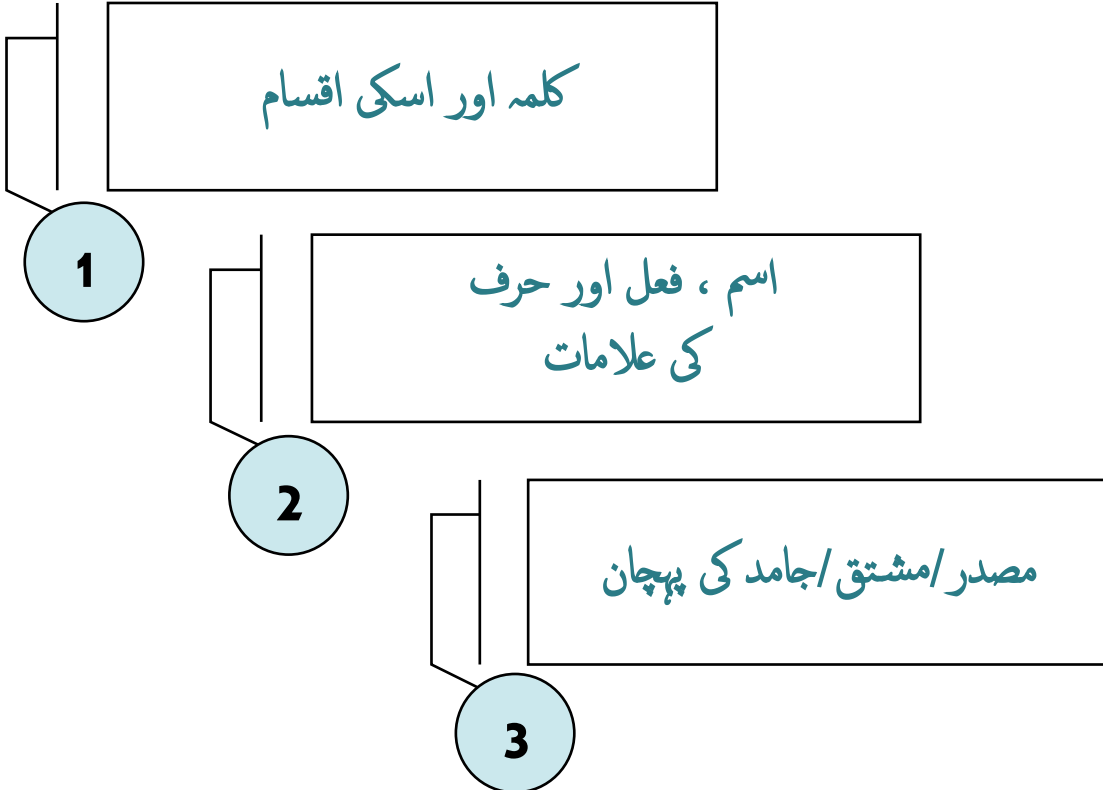 کلمہ اور اسکی اقسام
1
اسم ، فعل اور حرف
کی علامات
2
مصدر/مشتق/جامد کی پہچان
3